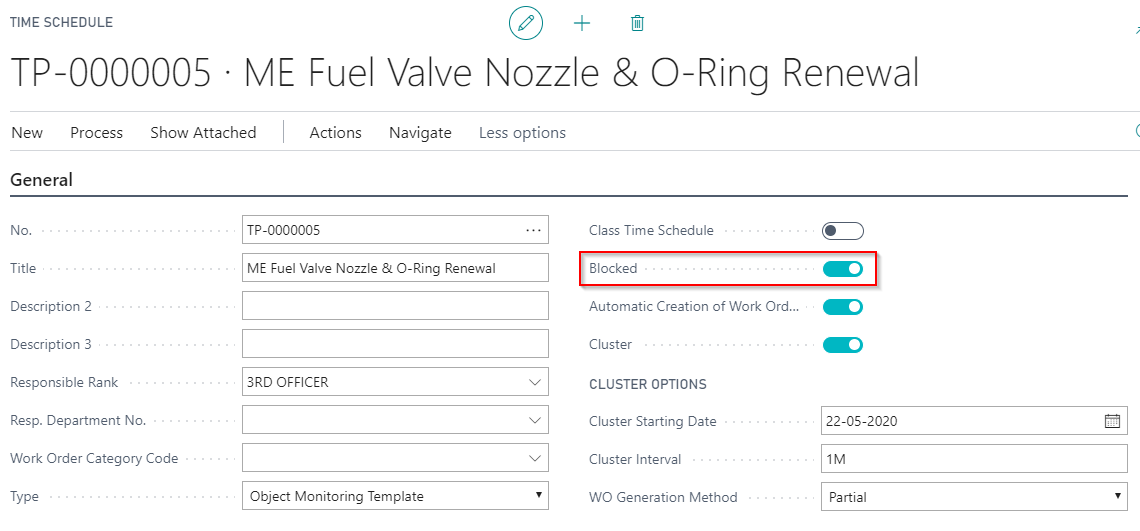 TIME SCHEDULE
TP-0000005 · ME Fuel Valve Nozzle & O-Ring Renewal
New Process Show Attached Actions Navigate Less options
General
No. TP-0000005 ...
Title ME Fuel Valve Nozzle & O-Ring Renewal
Description 2
Description 3
Responsible Rank 3RD OFFICER
Resp. Department No.
Work Order Category Code
Type Object Monitoring Template
Class Time Schedule
Blocked
Automatic Creation of Work Ord...
Cluster
CLUSTER OPTIONS
Cluster Starting Date 22-05-2020
Cluster Interval 1M
WO Generation Method Partial